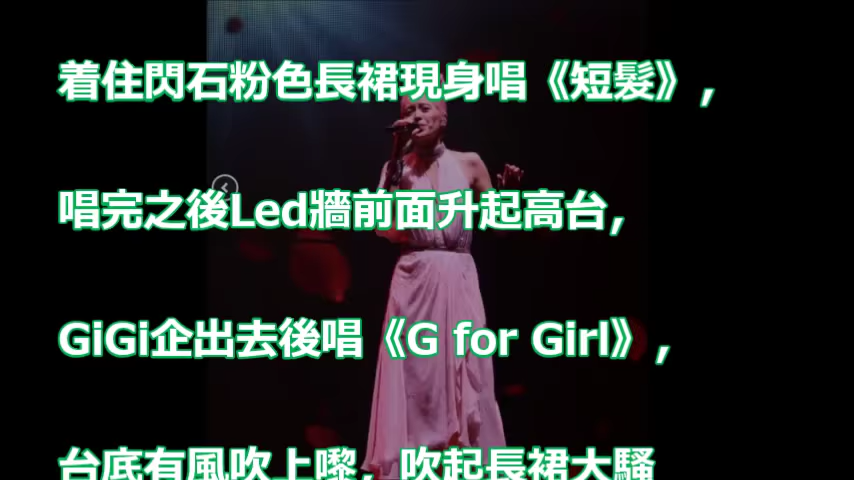 着住閃石粉色長裙現身唱《短髮》，
唱完之後Led牆前面升起高台，
GiGi企出去後唱《G for Girl》，
台底有風吹上嚟，吹起長裙大騷